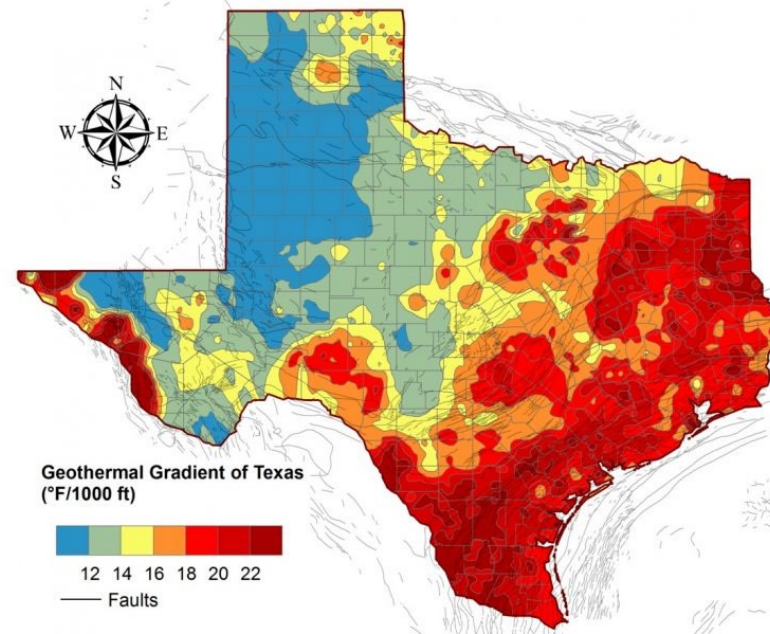 N
W E
S
Geothermal Gradient of Texas
(°F/1000 ft)
12 14 16 18 20 22
Faults